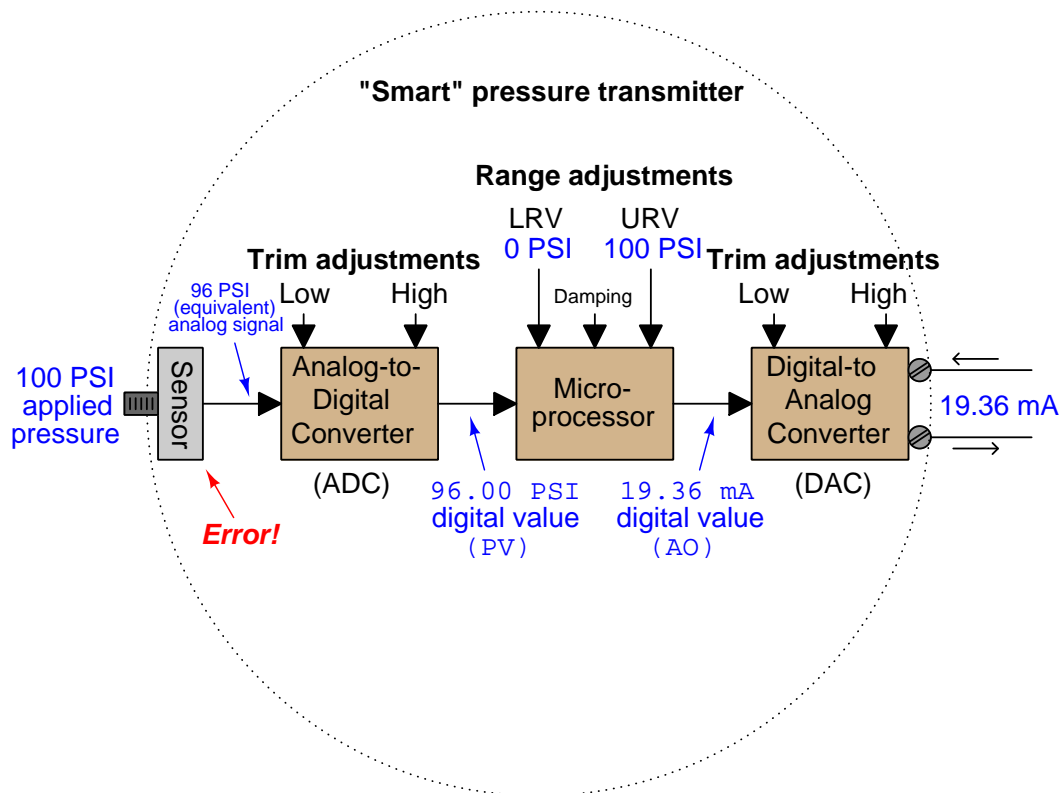 "Smart" pressure transmitter
Range adjustments
LRV
0 PSI
URV
100 PSI
Trim adjustments
Low
High
Damping
Trim adjustments
Low
High
96 PSI
(equivalent)
analog signal
100 PSI
applied
pressure
Sensor
Analog-to-
Digital
Converter
(ADC)
Micro-
processor
Digital-to
Analog
Converter
(DAC)
19.36 mA
Error!
96.00 PSI
digital value
(PV)
19.36 mA
digital value
(AO)